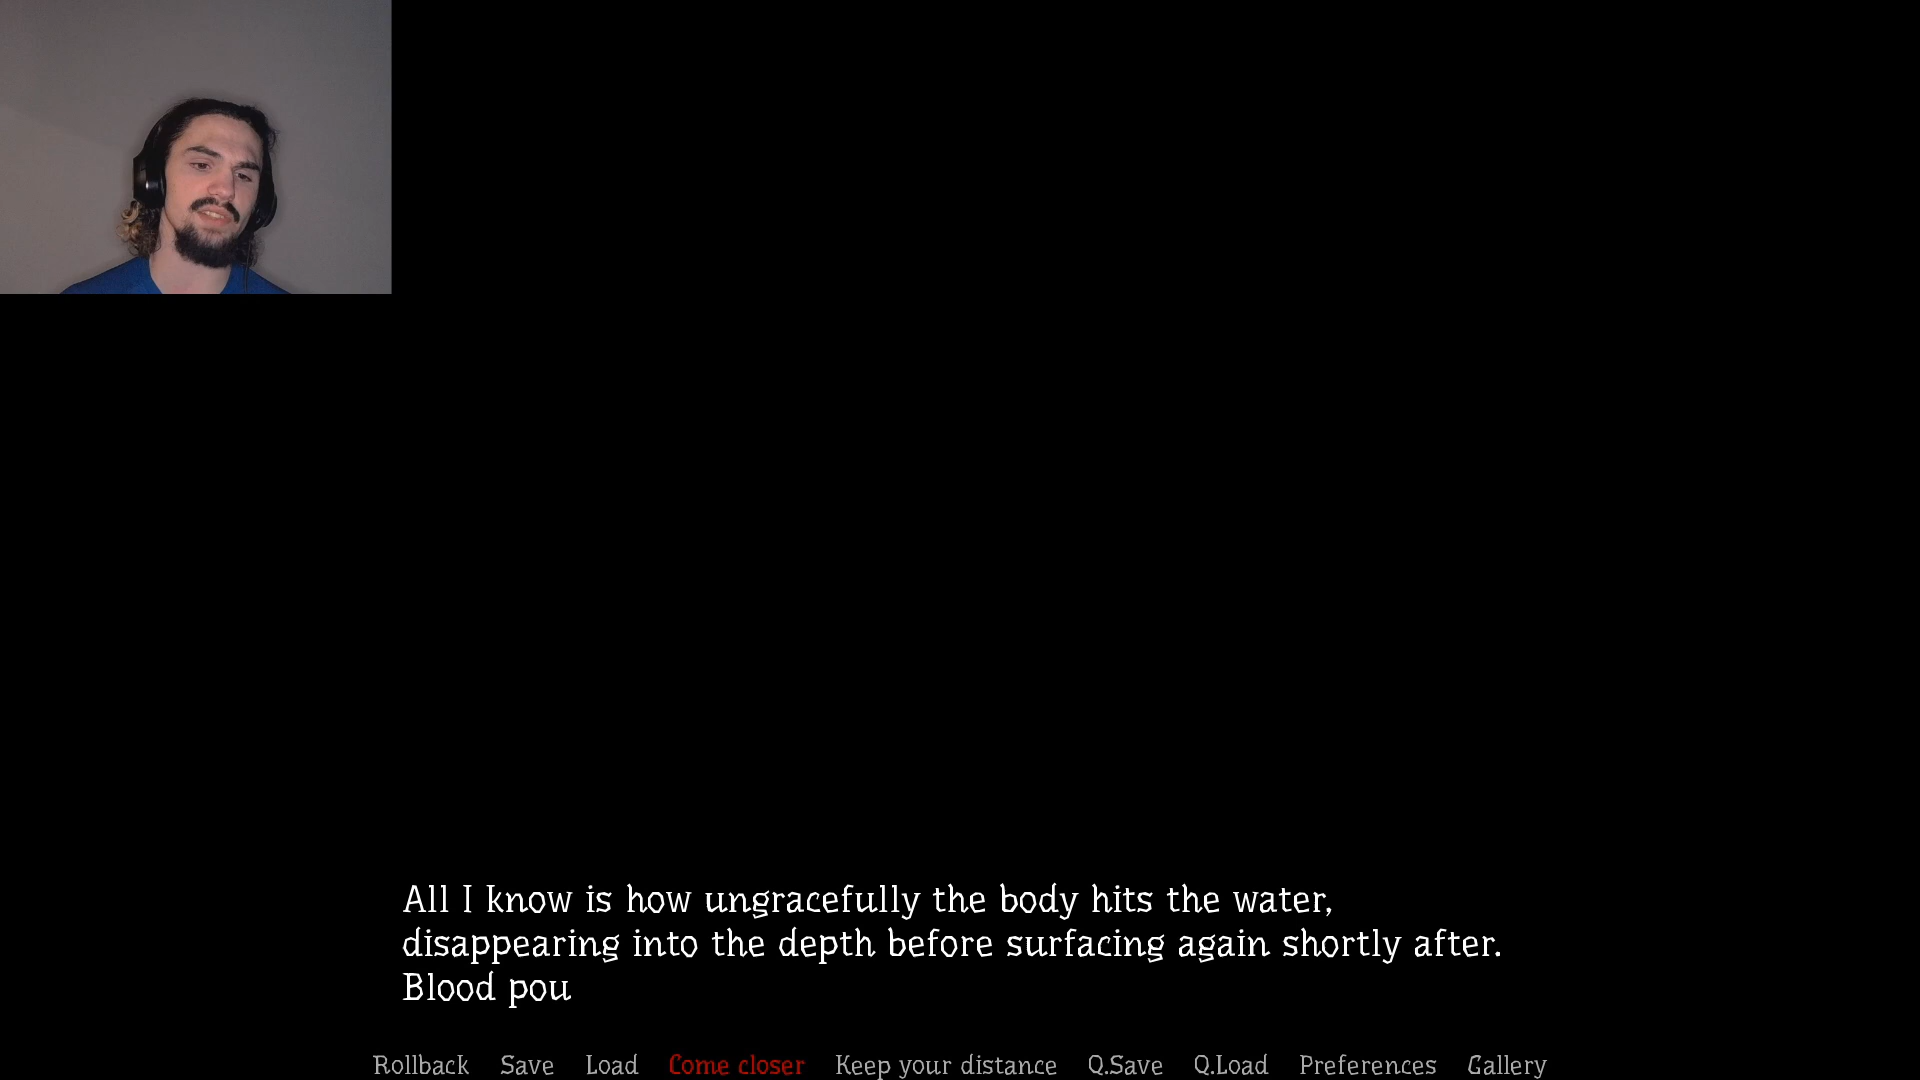 All I know is how ungracefully the body hits the water,
disappearing into the depth before surfacing again shortly after.
Blood pou
Rollback Save Load Come closer Keep your distance Q.Save Q.Load Preferences Gallery